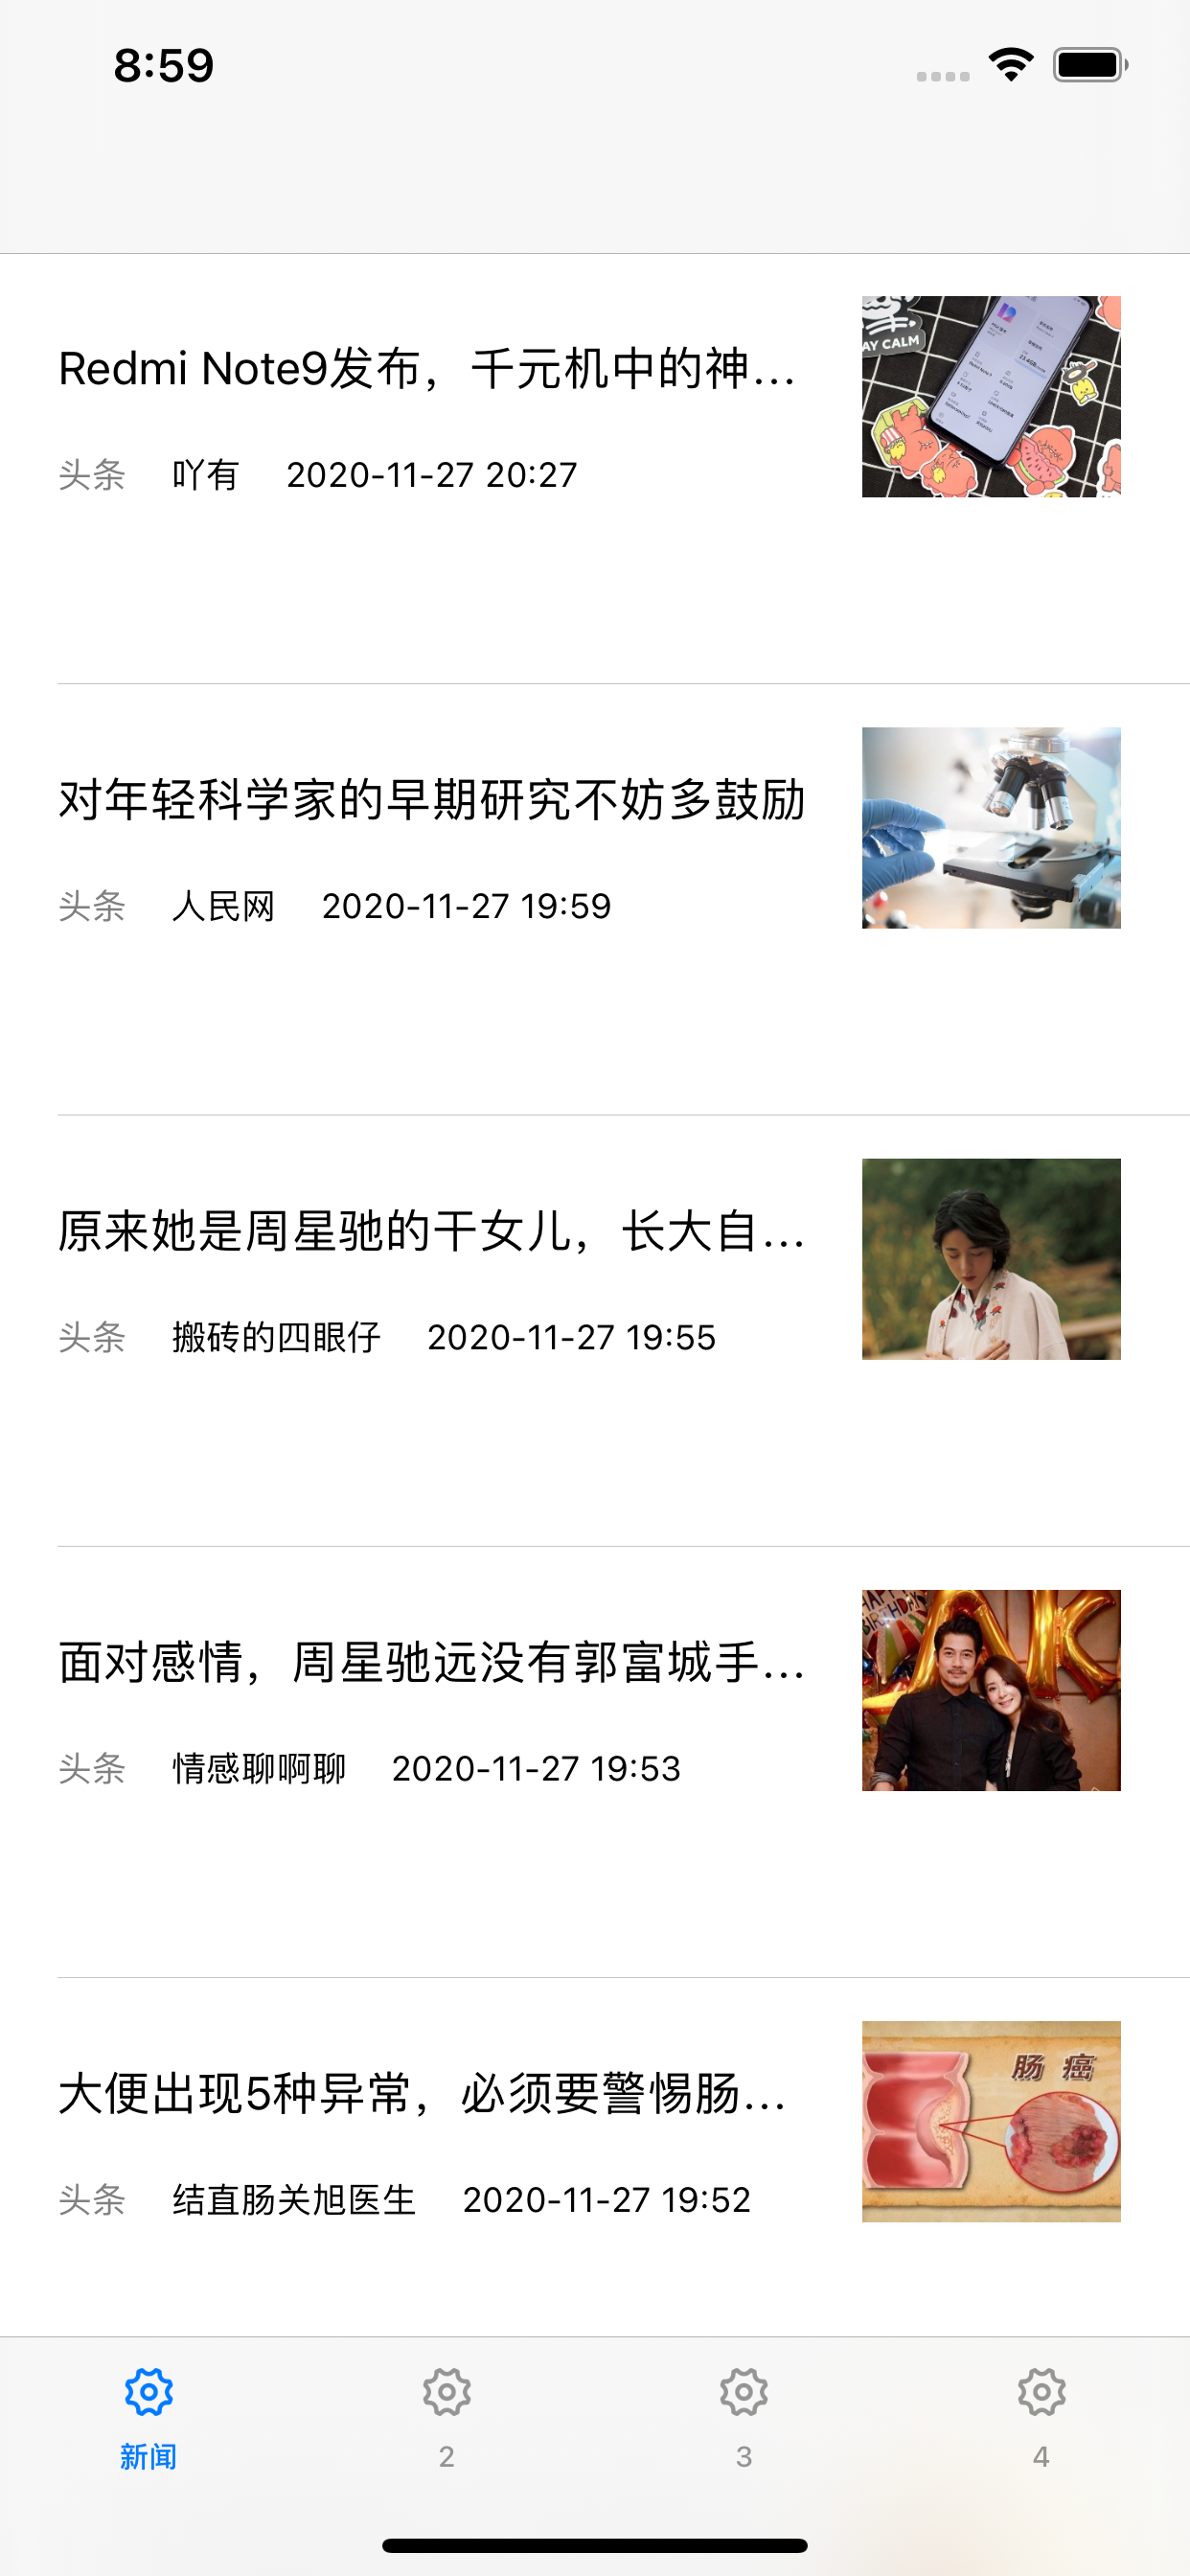 8:59
Redmi Note9发布，千元机中的神...
头条 吖有 2020-11-27 20:27
AY CALM
对年轻科学家的早期研究不妨多鼓励
头条 人民网 2020-11-27 19:59
原来她是周星驰的干女儿，长大自...
头条 搬砖的四眼仔 2020-11-27 19:55
面对感情，周星驰远没有郭富城手...
头条 情感聊啊聊 2020-11-27 19:53
HAPPY
BIRTHDAY
大便出现5种异常，必须要警惕肠...
头条 结直肠关旭医生 2020-11-27 19:52
肠 癌
新闻 2 3 4